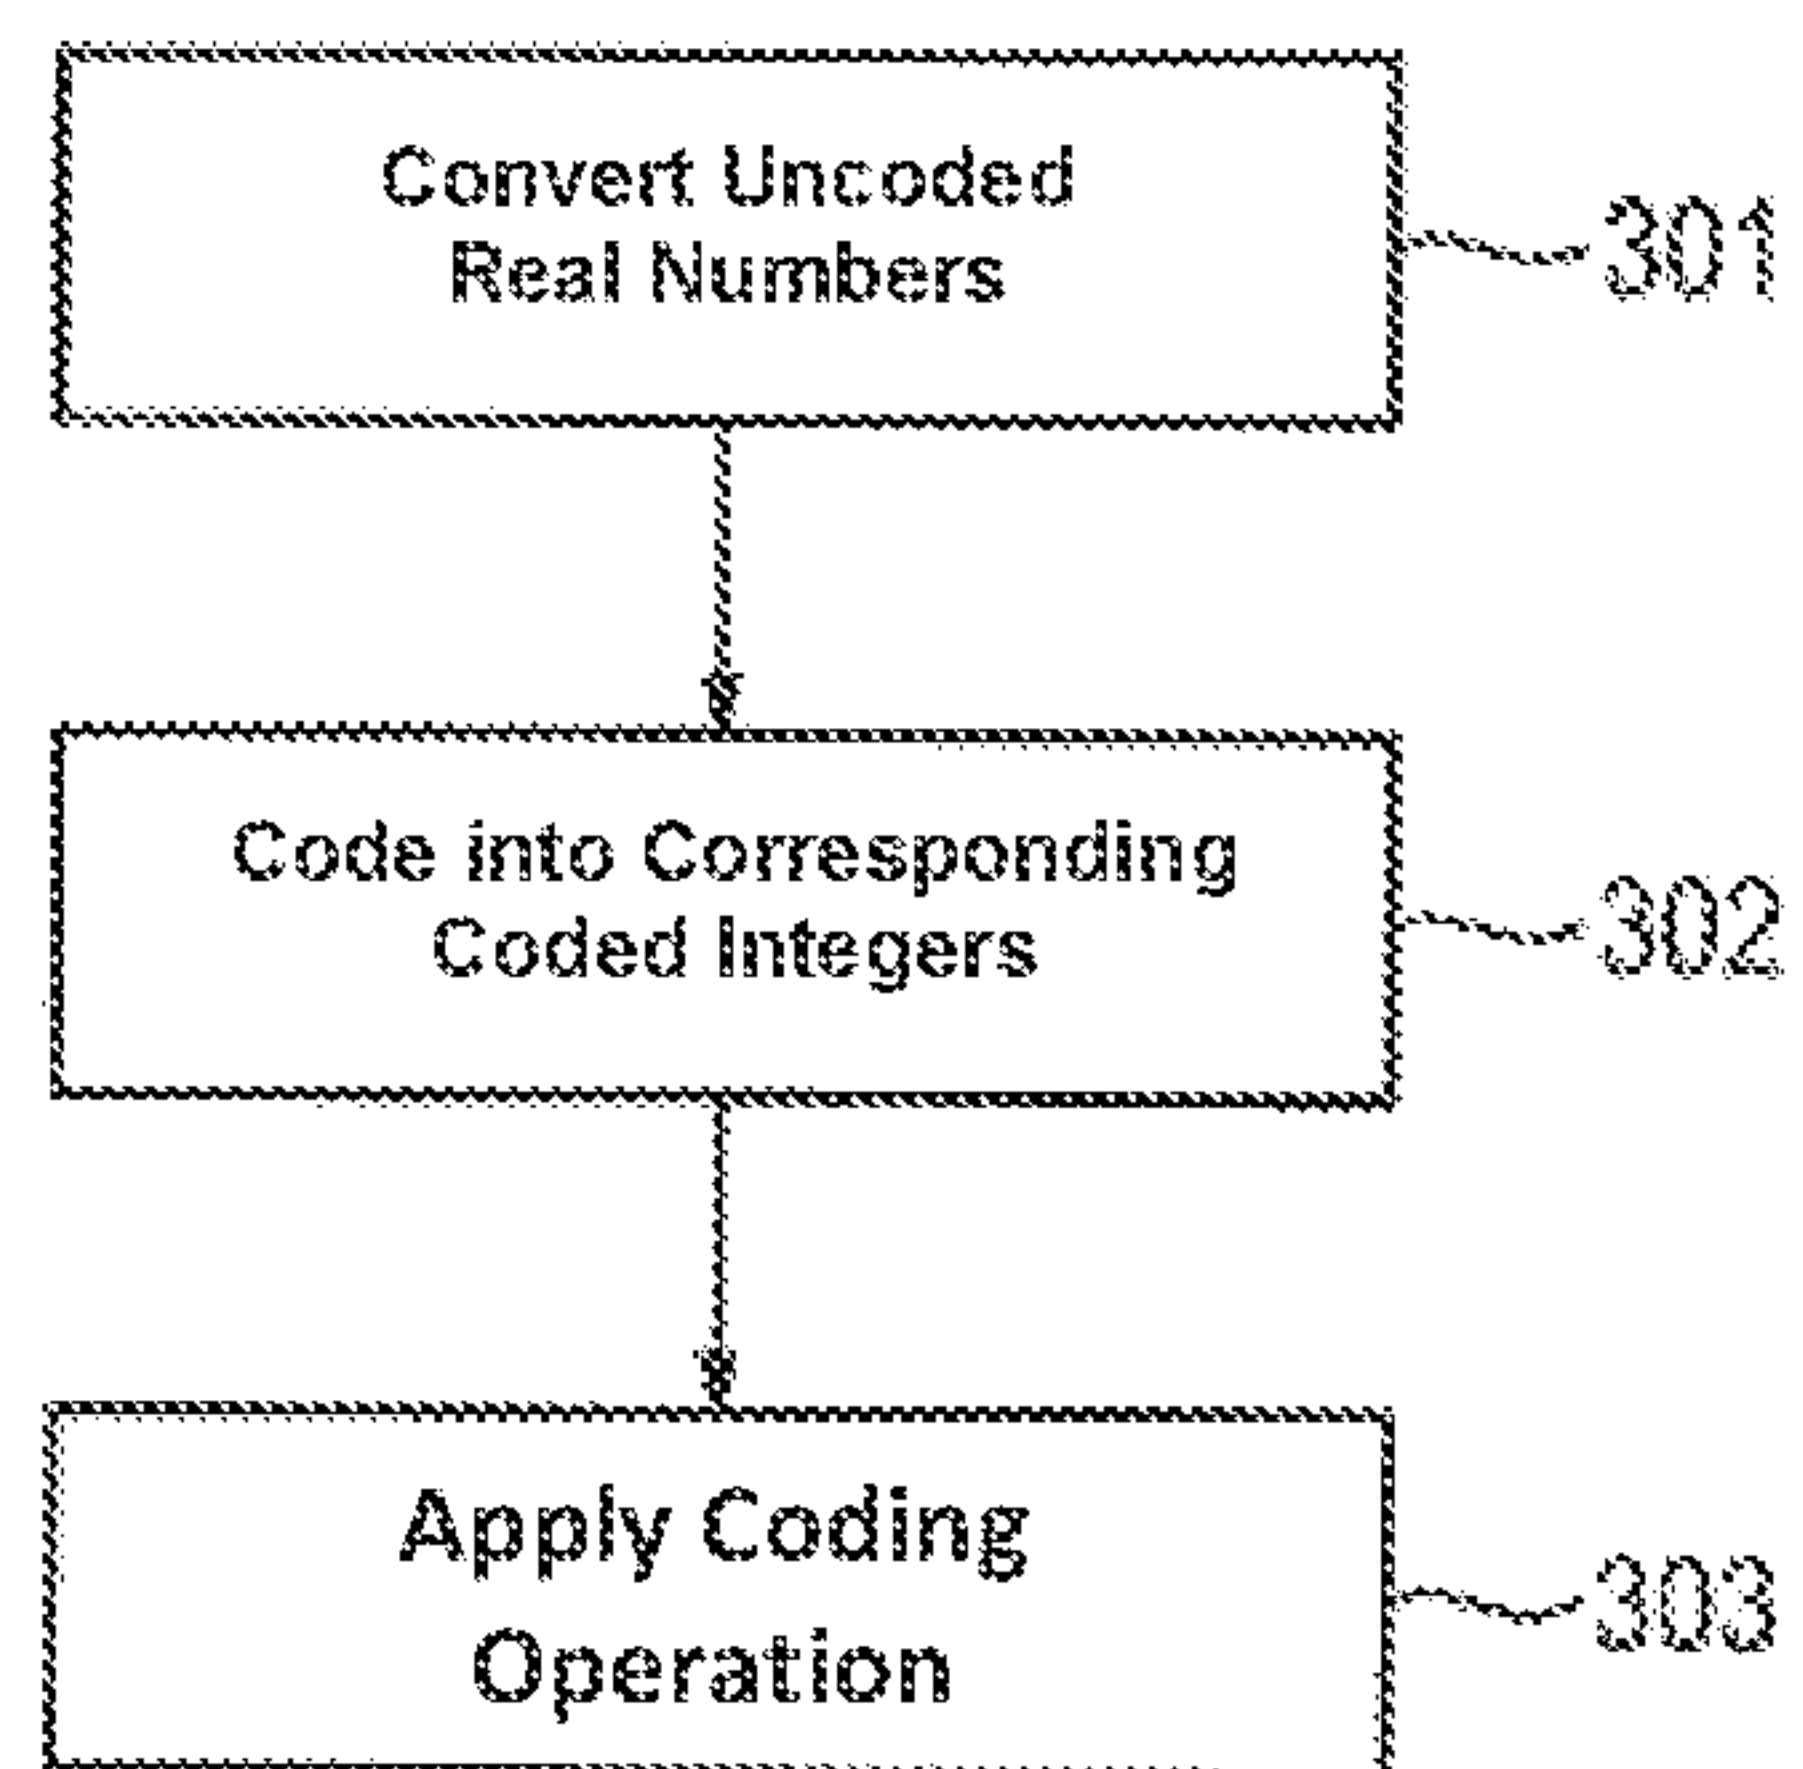 Convert Uncoded
Real Numbers
301
Code into Corresponding
Coded Integers
302
Apply Coding
Operation
303